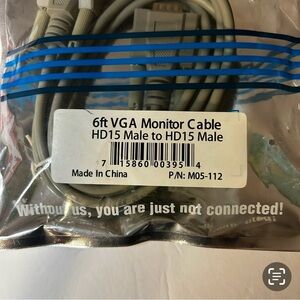 6ft VGA Monitor Cable
HD15 Male to HD15 Male
7 15860 00395 4
Made In China P/N: M05-112
Without us, you are just not connected!